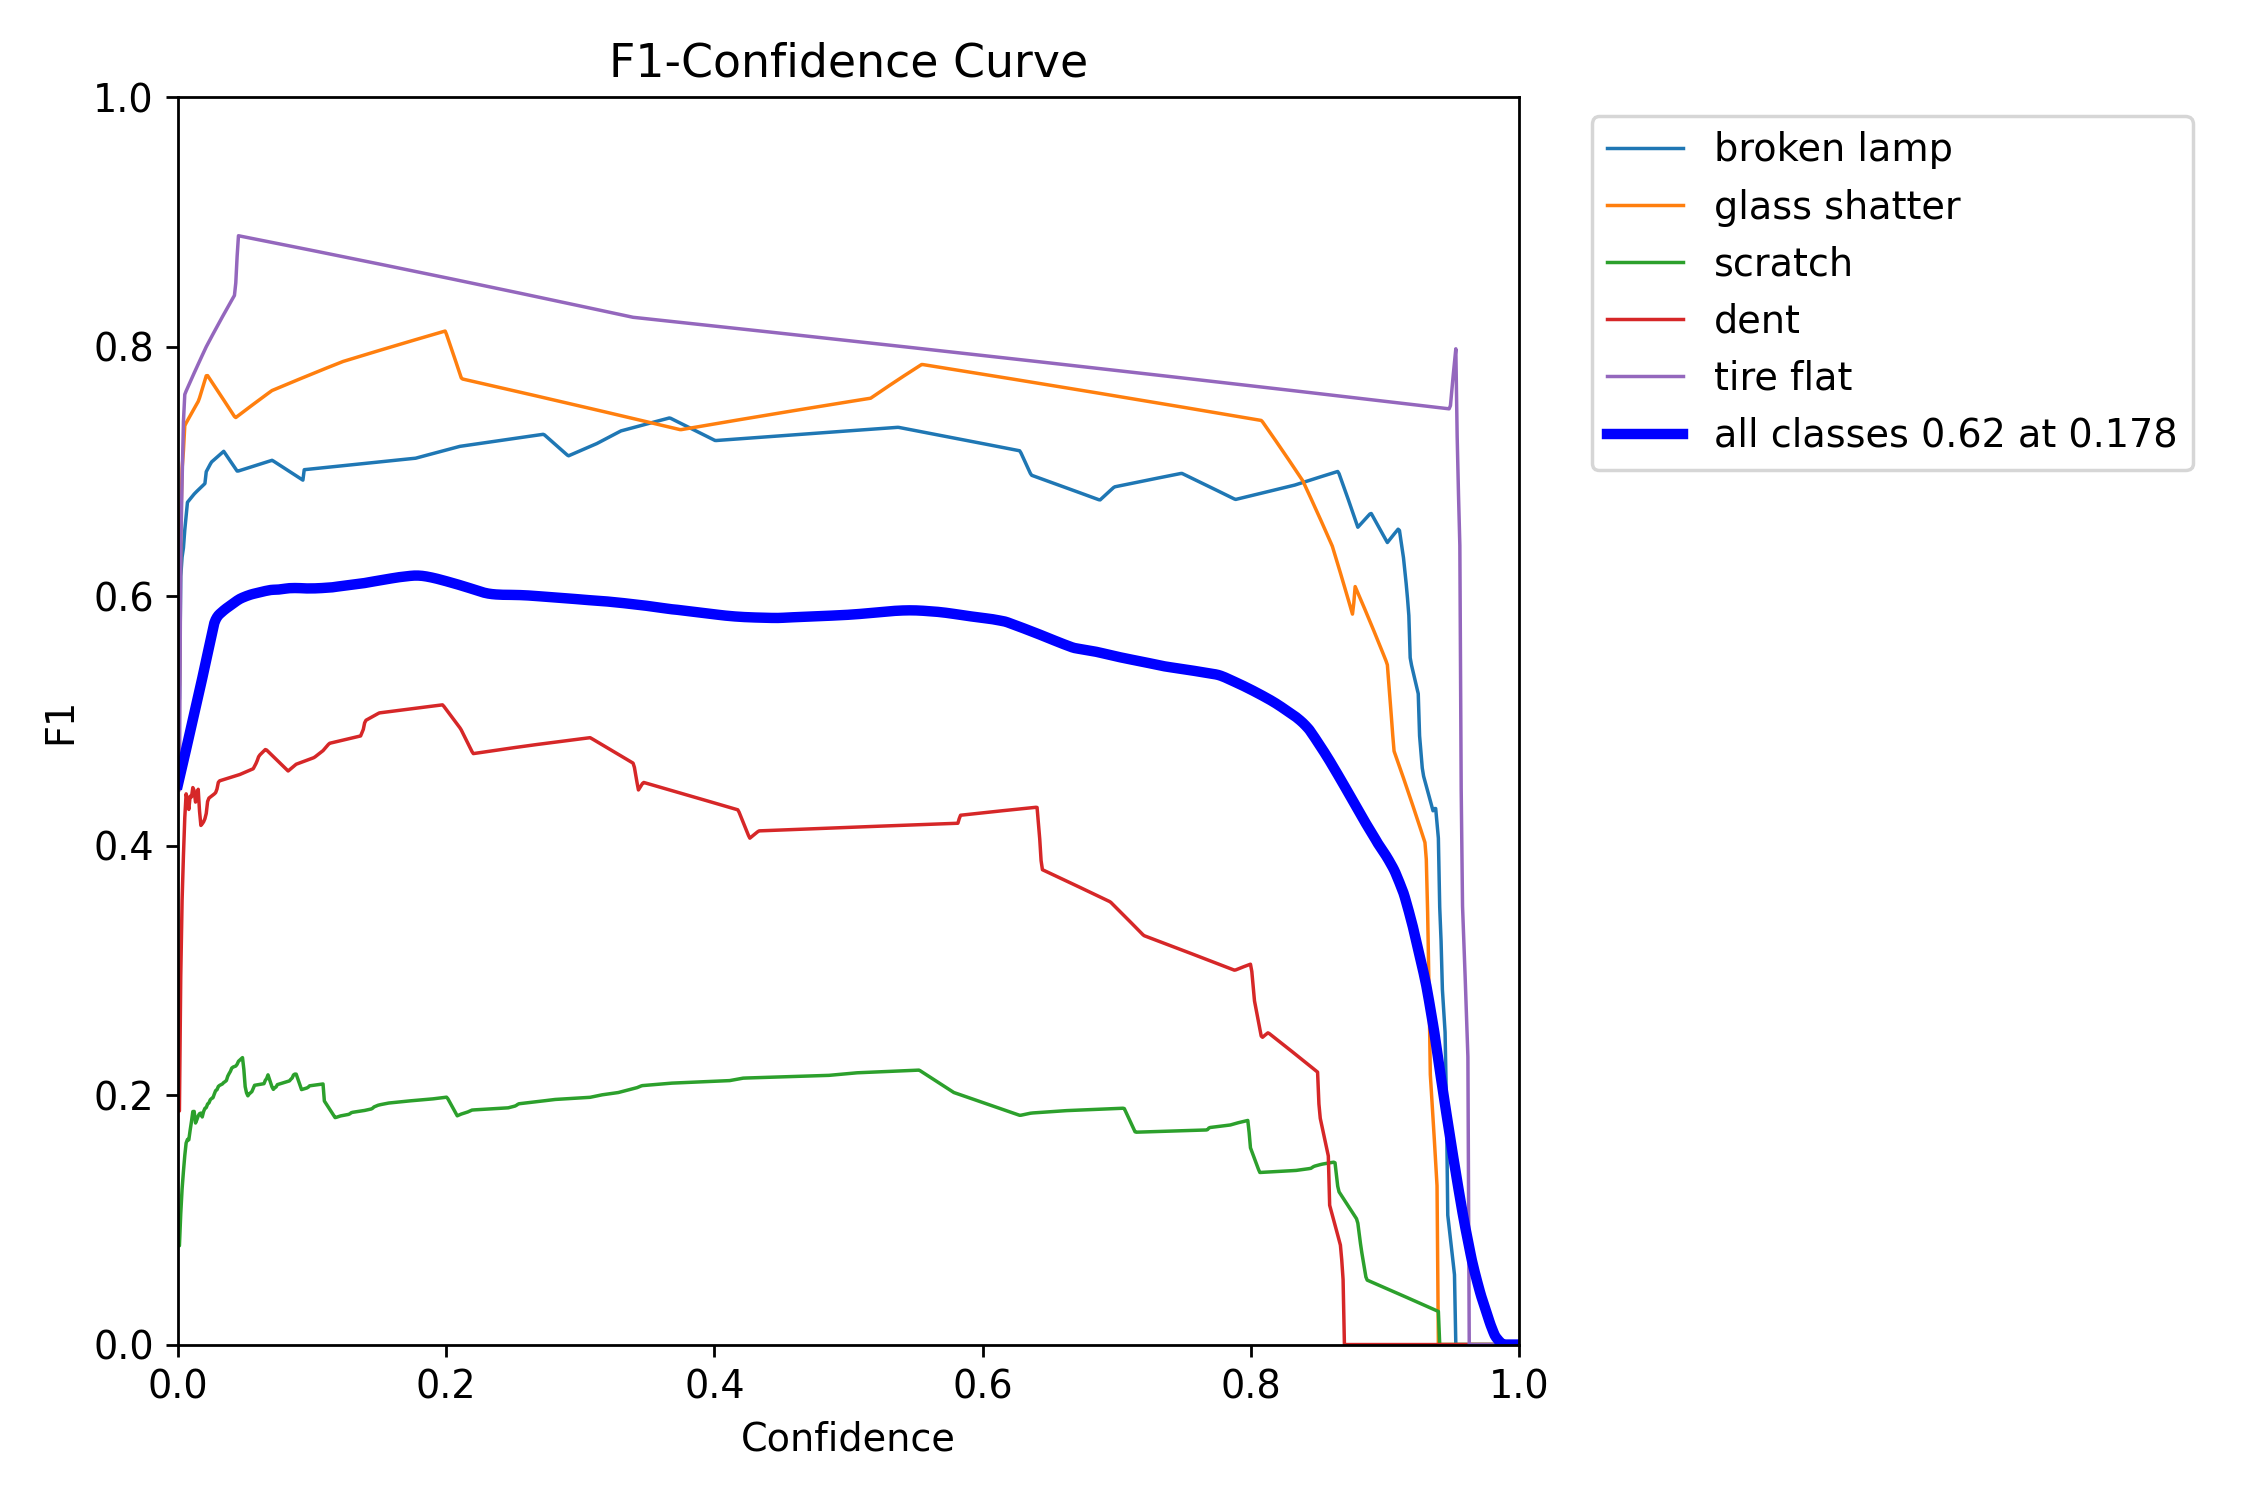 F1-Confidence Curve
1.0
0.8
0.6
0.4
0.2
0.0
F1
0.0 0.2 0.4 0.6 0.8 1.0
Confidence
broken lamp
glass shatter
scratch
dent
tire flat
all classes 0.62 at 0.178